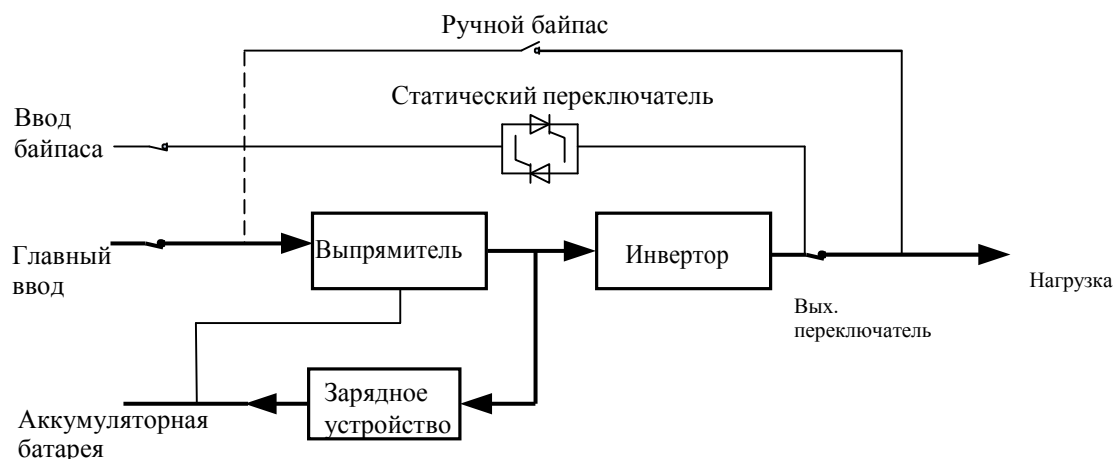 Ручной байпас
Статический переключатель
Ввод
байпаса
Главный
ввод
Выпрямитель
Инвертор
Нагрузка
Вых.
переключатель
Зарядное
устройство
Аккумуляторная
батарея